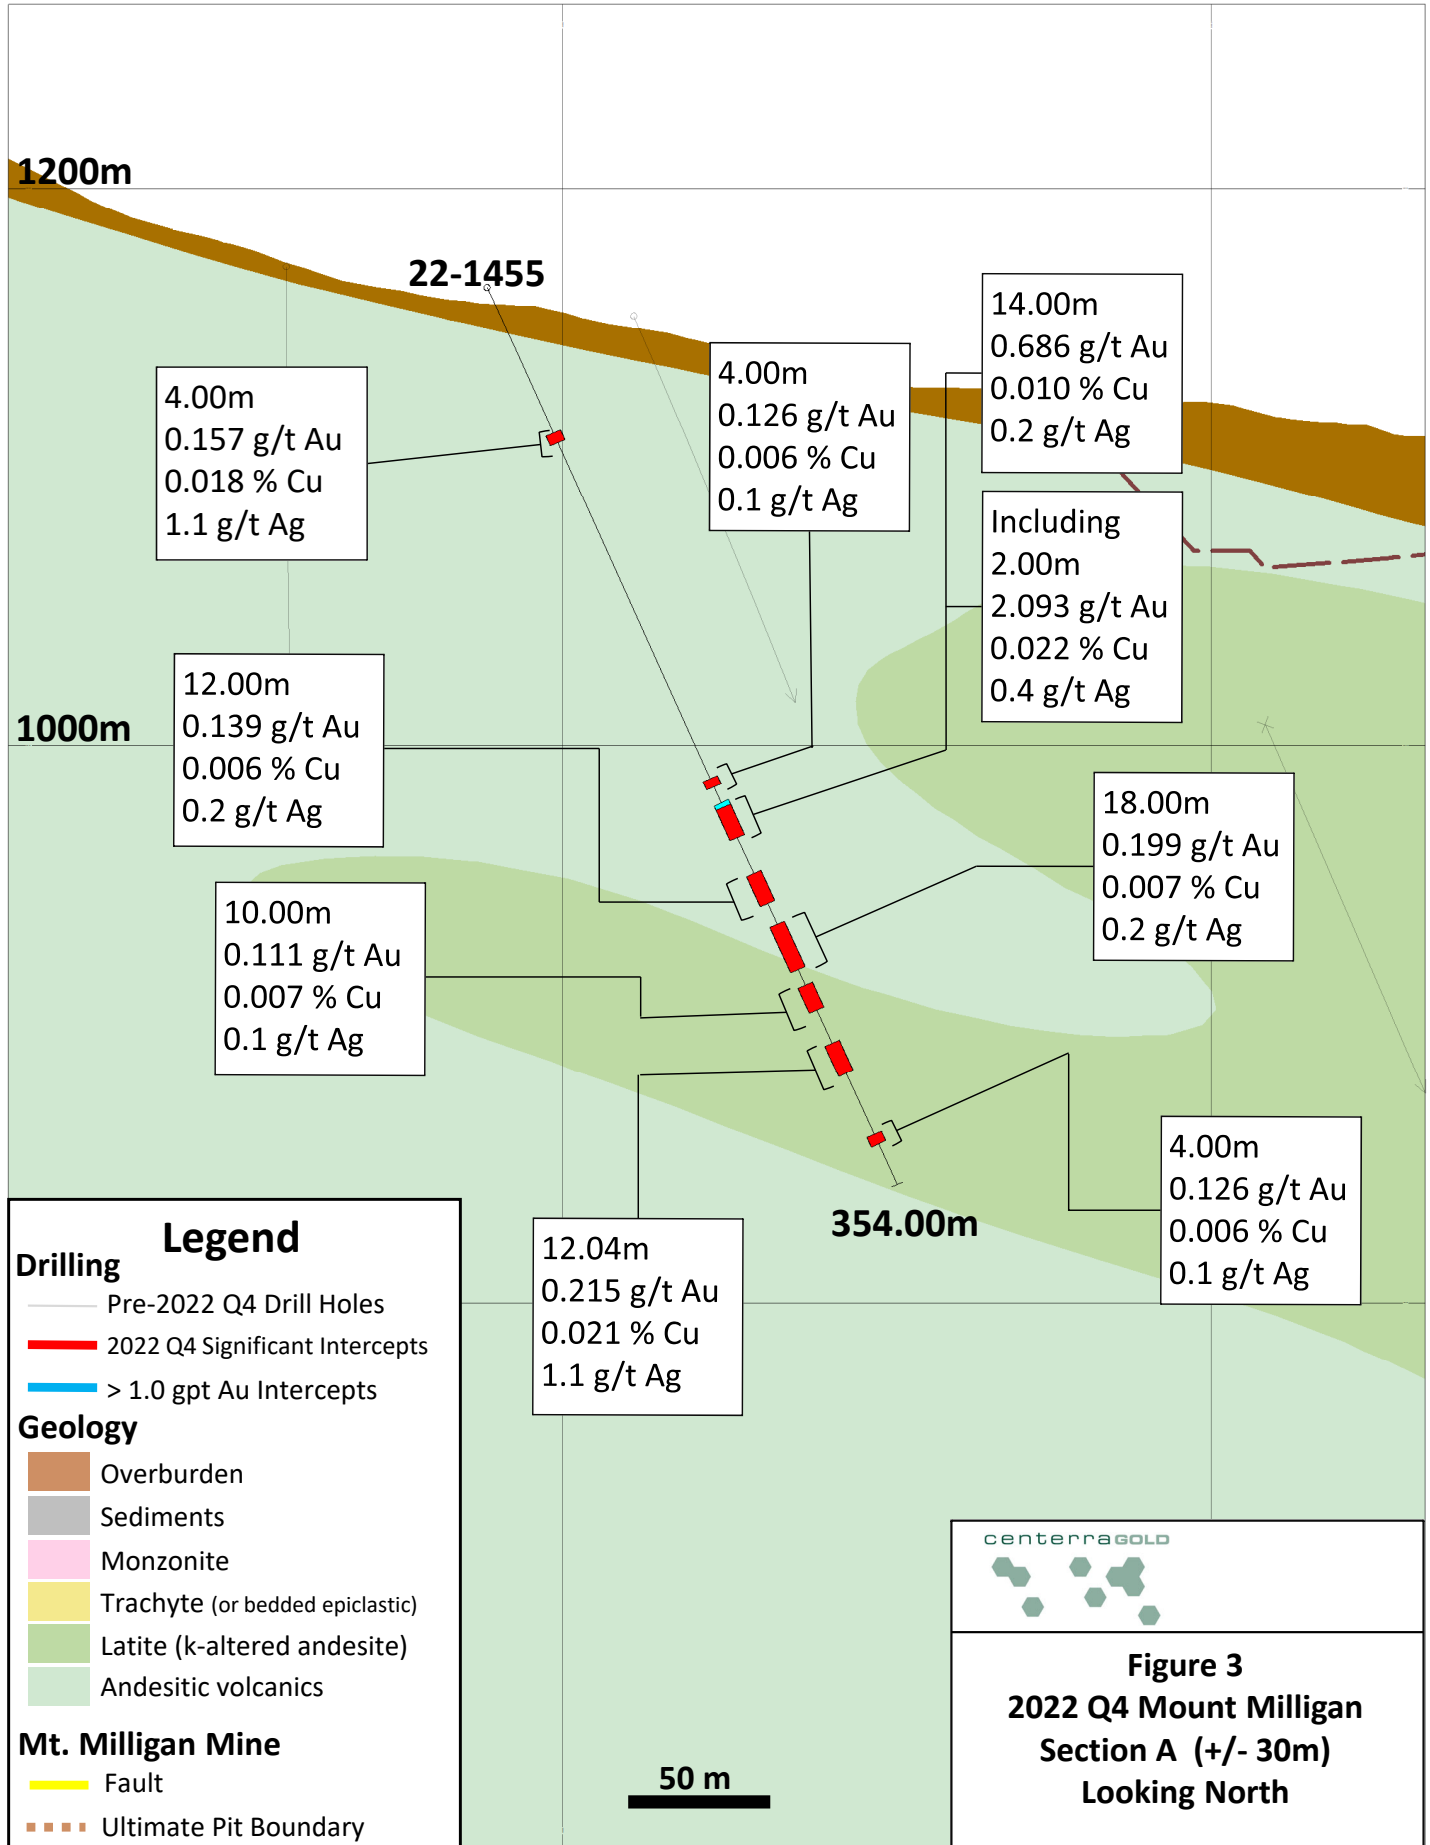 1200m
22-1455
14.00m
0.686 g/t Au
0.010 % Cu
0.2 g/t Ag
4.00m
0.126 g/t Au
0.006 % Cu
0.1 g/t Ag
4.00m
0.157 g/t Au
0.018 % Cu
1.1 g/t Ag
Including
2.00m
2.093 g/t Au
0.022 % Cu
0.4 g/t Ag
12.00m
0.139 g/t Au
0.006 % Cu
0.2 g/t Ag
1000m
18.00m
0.199 g/t Au
0.007 % Cu
0.2 g/t Ag
10.00m
0.111 g/t Au
0.007 % Cu
0.1 g/t Ag
4.00m
0.126 g/t Au
0.006 % Cu
0.1 g/t Ag
354.00m
12.04m
0.215 g/t Au
0.021 % Cu
1.1 g/t Ag
Legend
Drilling
Pre-2022 Q4 Drill Holes
2022 Q4 Significant Intercepts
> 1.0 gpt Au Intercepts
Geology
Overburden
Sediments
Monzonite
Trachyte (or bedded epiclastic)
Latite (k-altered andesite)
Andesitic volcanics
Mt. Milligan Mine
Fault
Ultimate Pit Boundary
50 m
centerraGOLD
Figure 3
2022 Q4 Mount Milligan
Section A (+/- 30m)
Looking North